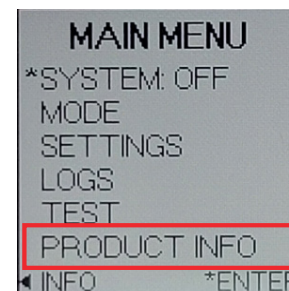 MAIN MENU
*SYSTEM: OFF
MODE
SETTINGS
LOGS
TEST
PRODUCT INFO
◄ INFO *ENTER